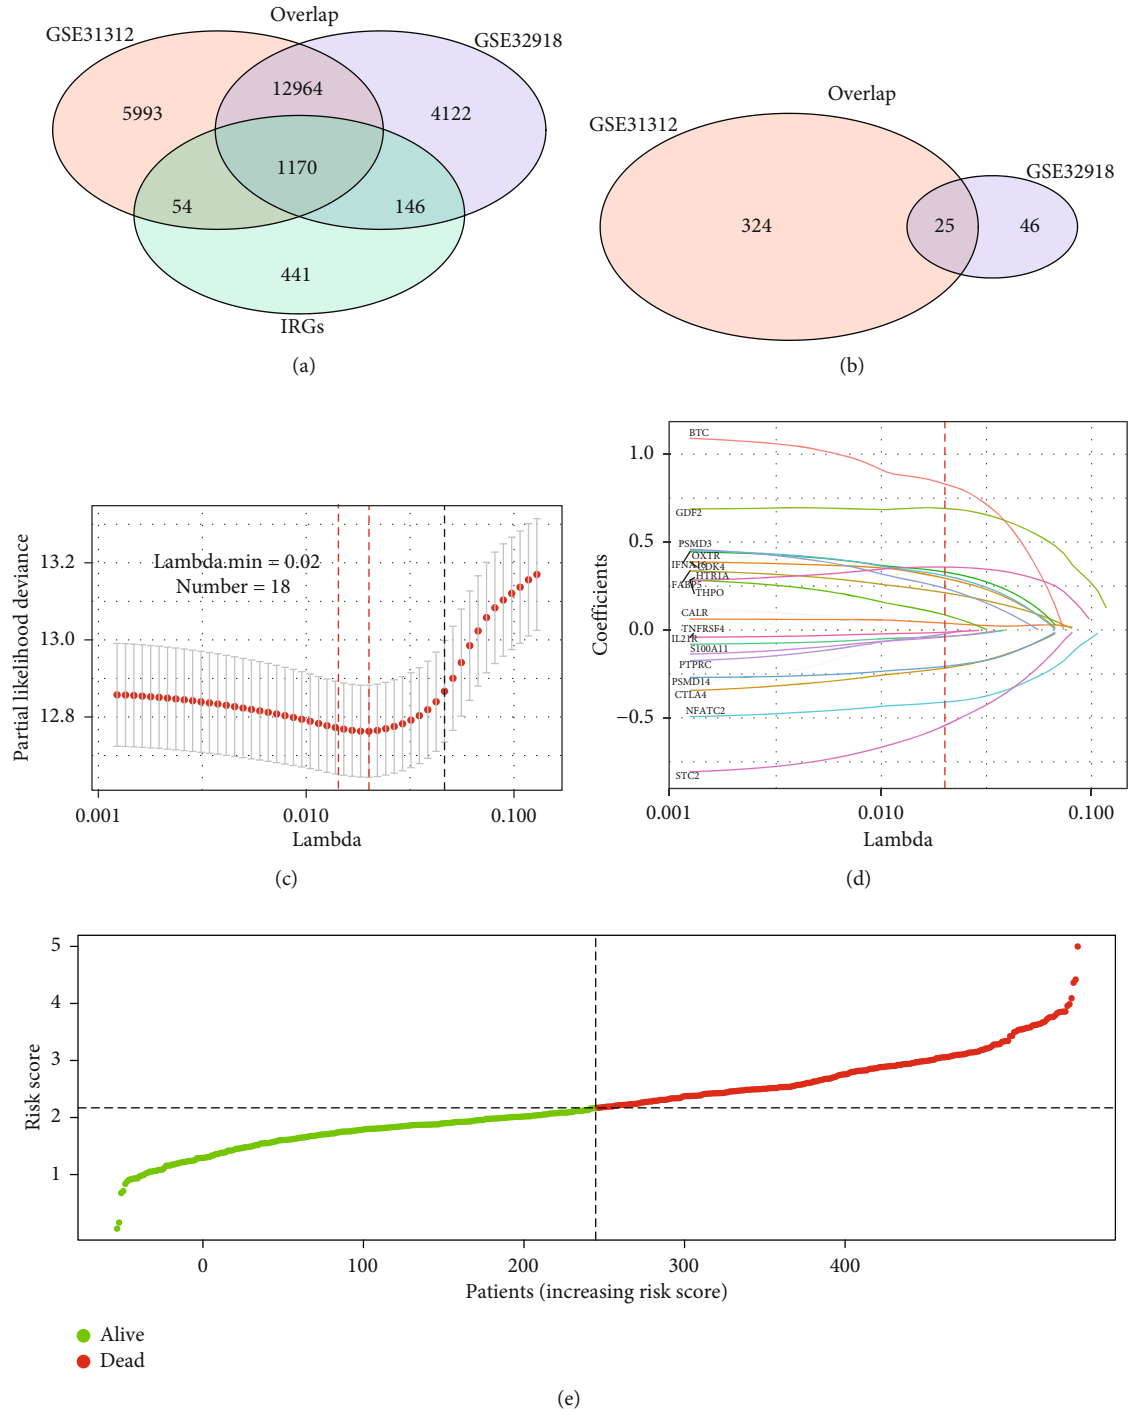 Overlap
GSE31312
GSE32918
5993
12964
4122
1170
54
146
441
IRGs
(a)
Overlap
GSE31312
GSE32918
324
25
46
(b)
Partial likelihood deviance
13.2
13.0
12.8
Lambda.min = 0.02
Number = 18
0.001
0.010
0.100
Lambda
(c)
Coefficients
1.0
0.5
0.0
−0.5
BTC
GDF2
PSMD3
OXTR
CDK4
HTR1A
FABP5
THPO
CALR
TNFRSF4
IL21R
S100A11
PTPRC
PSMD14
CTLA4
NFATC2
STC2
0.001
0.010
0.100
Lambda
(d)
Risk score
5
4
3
2
1
0
100
200
300
400
Patients (increasing risk score)
Alive
Dead
(e)